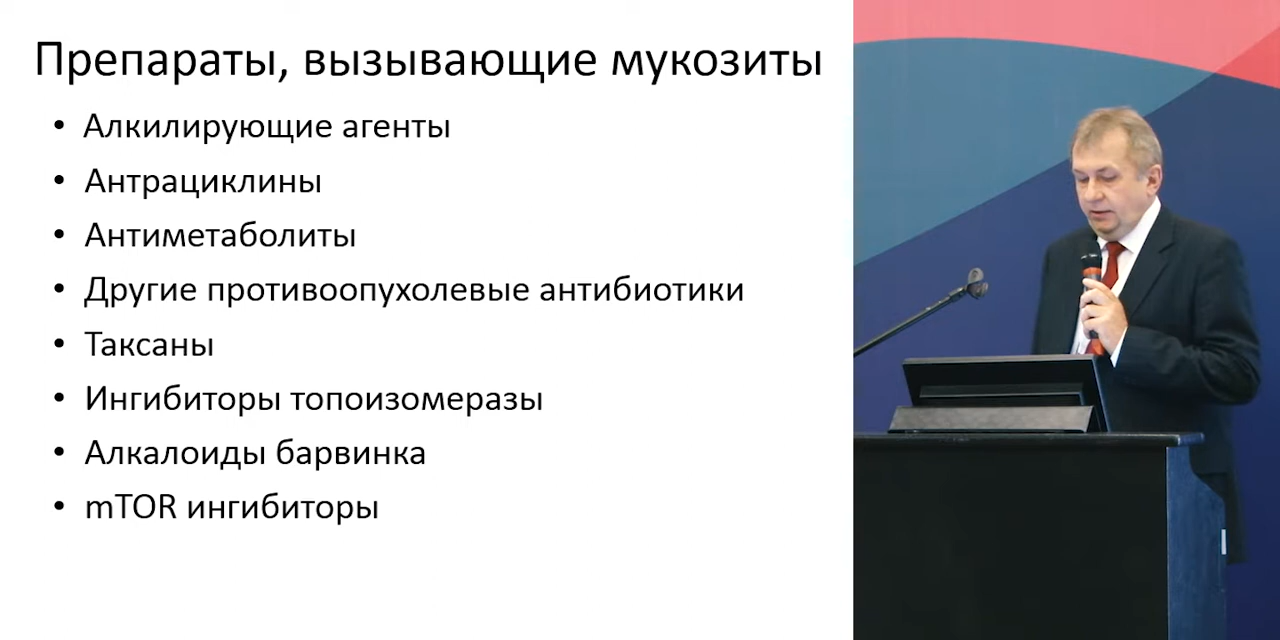 Препараты, вызывающие мукозиты
• Алкилирующие агенты
• Антрациклины
• Антиметаболиты
• Другие противоопухолевые антибиотики
• Таксаны
• Ингибиторы топоизомеразы
• Алкалоиды барвинка
• mTOR ингибиторы